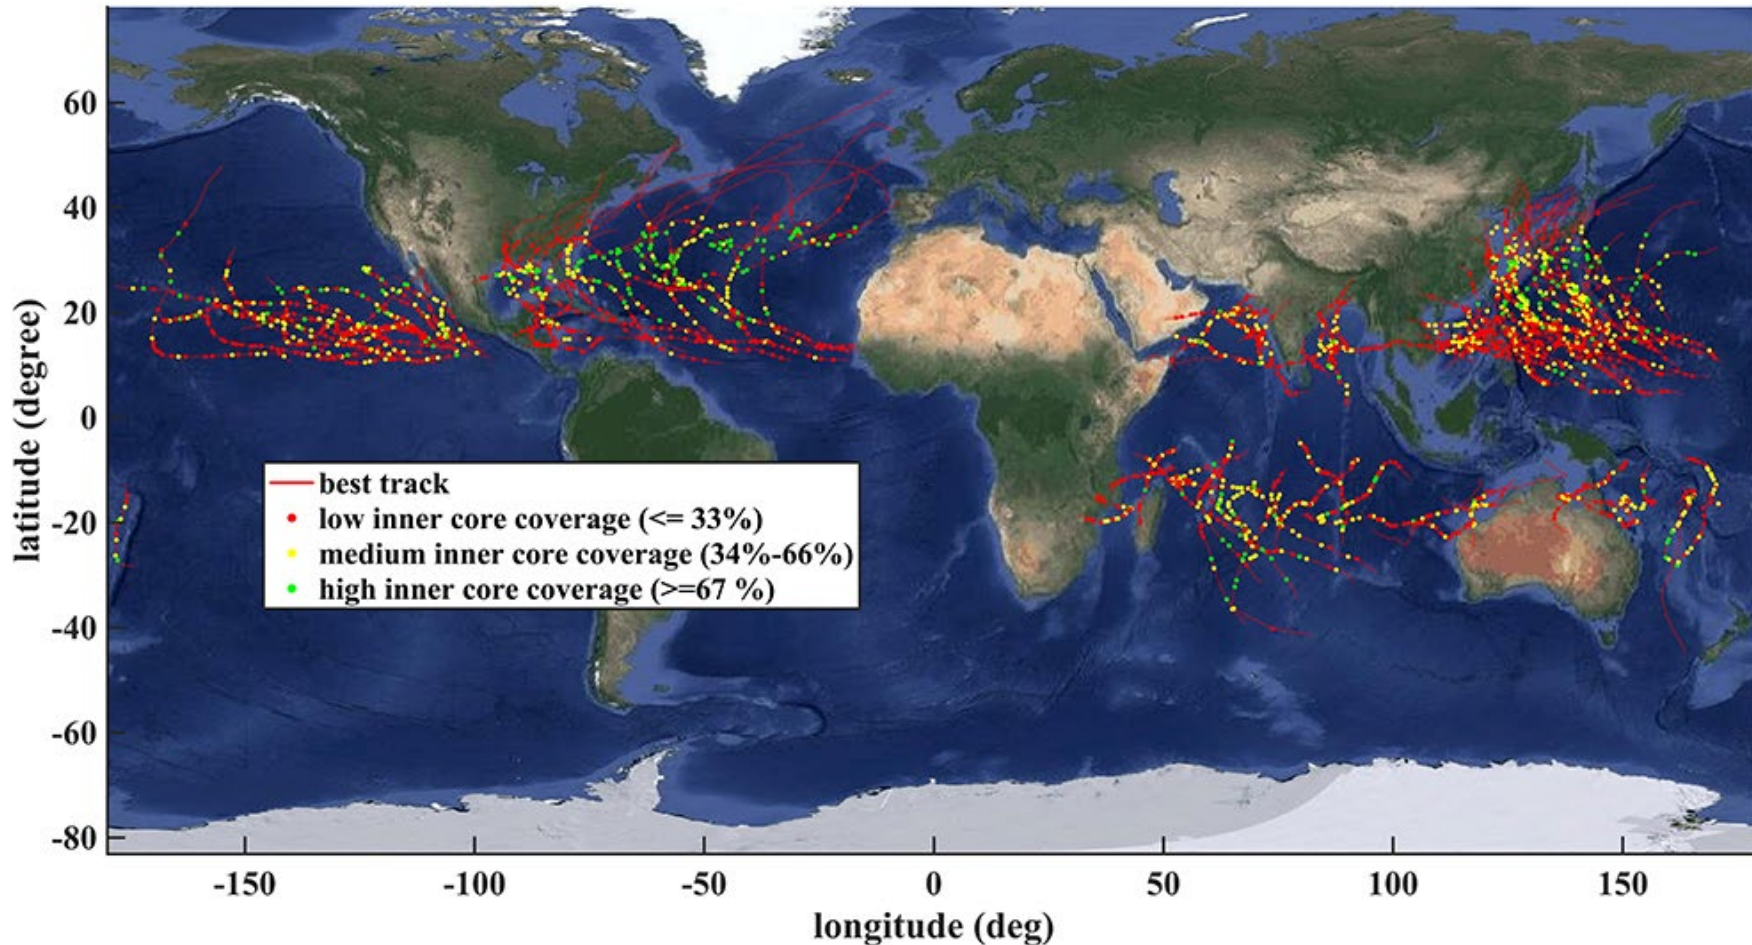 60
40
20
0
-20
-40
-60
-80
latitude (degree)
best track
low inner core coverage (<= 33%)
medium inner core coverage (34%-66%)
high inner core coverage (>=67 %)
-150
-100
-50
0
50
100
150
longitude (deg)